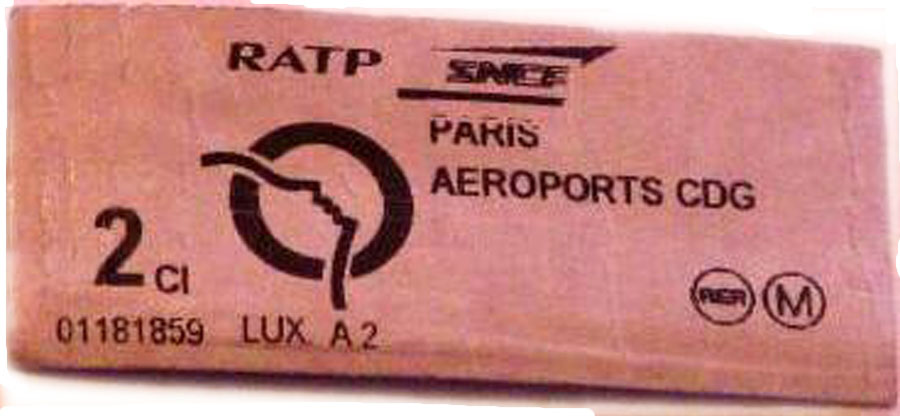 RATP SNCF
PARIS
AEROPORTS CDG
2 Cl
RER M
01181859 LUX. A.2